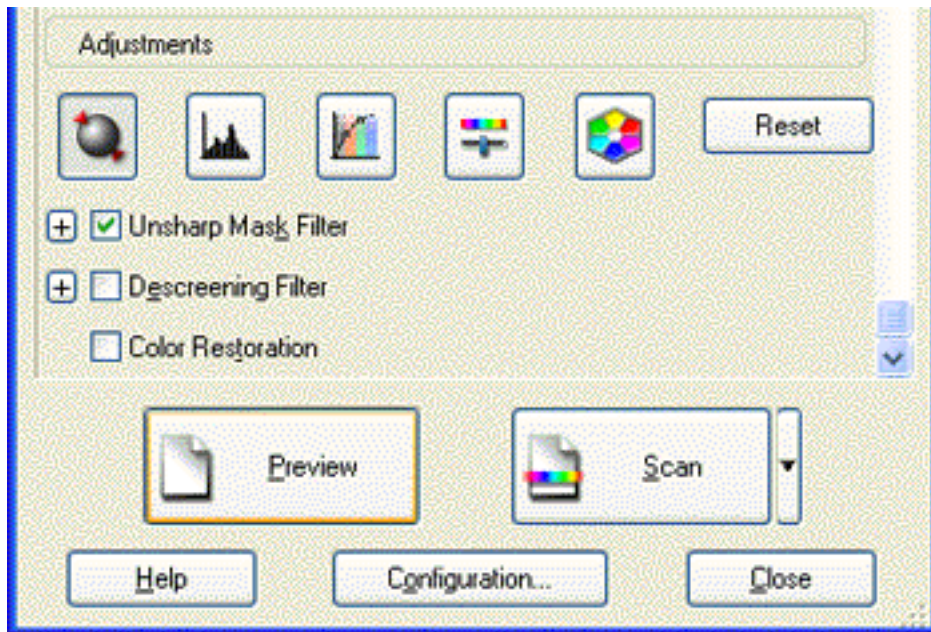 Adjustments
Reset
Unsharp Mask Filter
Descreening Filter
Color Restoration
Preview Scan
Help Configuration... Close